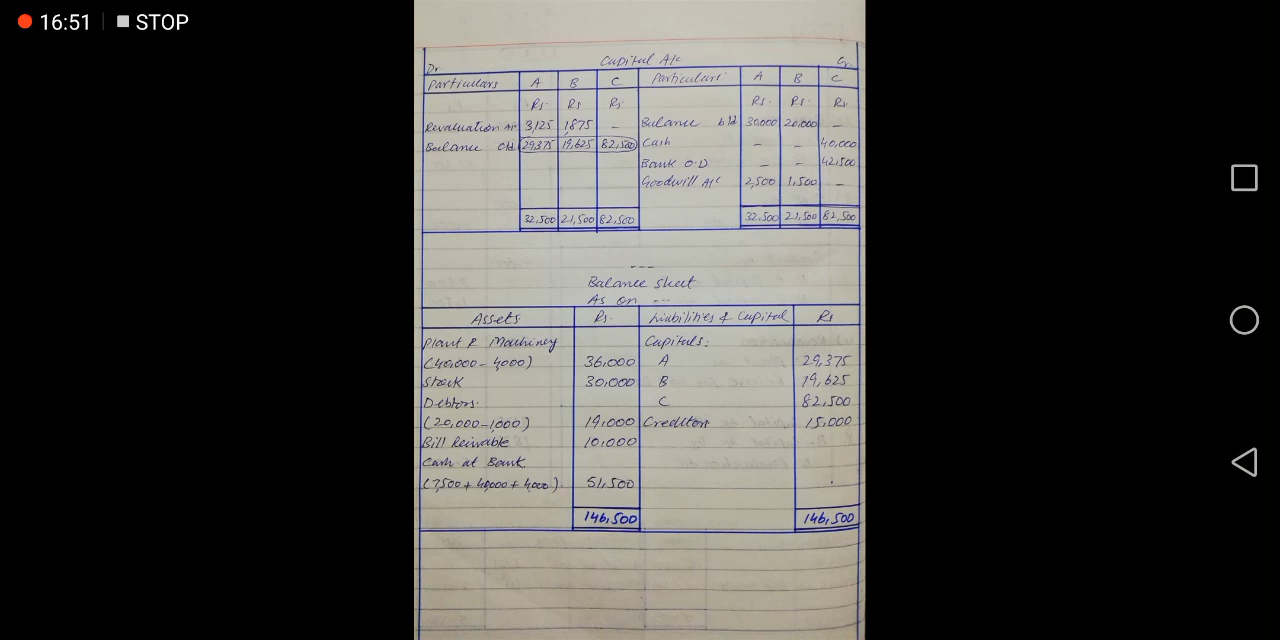 16:51 STOP
Capital A/c
Dr. Cr.
Particulars A B C Particulars A B C
Rs. Rs Rs. Rs. Rs. Rs.
Revaluation A/c 3,125 1,875 - Balance b/d 30,000 20,000 -
Balance c/d 29,375 19,625 82,500 Cash - - 40,000
Bank O.D - - 42,500
Goodwill A/c 2,500 1,500 -
32,500 21,500 82,500 32,500 21,500 82,500
---
Balance Sheet
As on ---
Assets Rs. Liabilities & Capital Rs
Plant & Machinery Capitals:
(40,000-4,000) 36,000 A 29,375
Stock 30,000 B 19,625
Debtors. C 82,500
(20,000-1,000) 19,000 Creditors 15,000
Bill Reivable 10,000
Cash at Bank
(7,500+40,000+4,000) 51,500
146,500 146,500